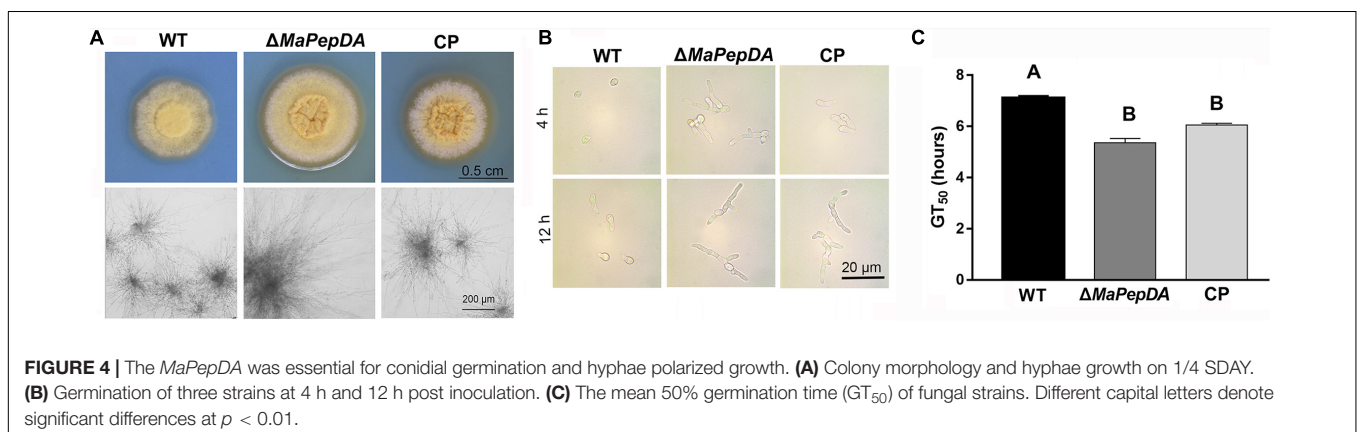 A
WT
ΔMaPepDA
CP
0.5 cm
200 μm
B
WT
ΔMaPepDA
CP
4 h
12 h
20 μm
C
GT50 (hours)
8
6
4
2
0
A
B
B
WT
ΔMaPepDA
CP
FIGURE 4 | The MaPepDA was essential for conidial germination and hyphae polarized growth. (A) Colony morphology and hyphae growth on 1/4 SDAY.
(B) Germination of three strains at 4 h and 12 h post inoculation. (C) The mean 50% germination time (GT50) of fungal strains. Different capital letters denote
significant differences at p < 0.01.